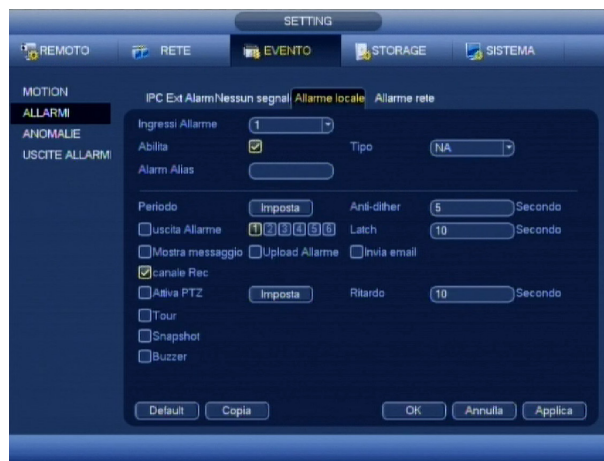 SETTING
REMOTO RETE EVENTO STORAGE SISTEMA
MOTION
ALLARMI
ANOMALIE
USCITE ALLARMI
IPC Ext Alarm Nessun segnal Allarme locale Allarme rete
Ingressi Allarme 1
Abilita Tipo NA
Alarm Alias
Periodo Imposta Anti-dither 5 Secondo
uscita Allarme 1 2 3 4 5 6 Latch 10 Secondo
Mostra messaggio Upload Allarme Invia email
canale Rec
Attiva PTZ Imposta Ritardo 10 Secondo
Tour
Snapshot
Buzzer
Default Copia OK Annulla Applica